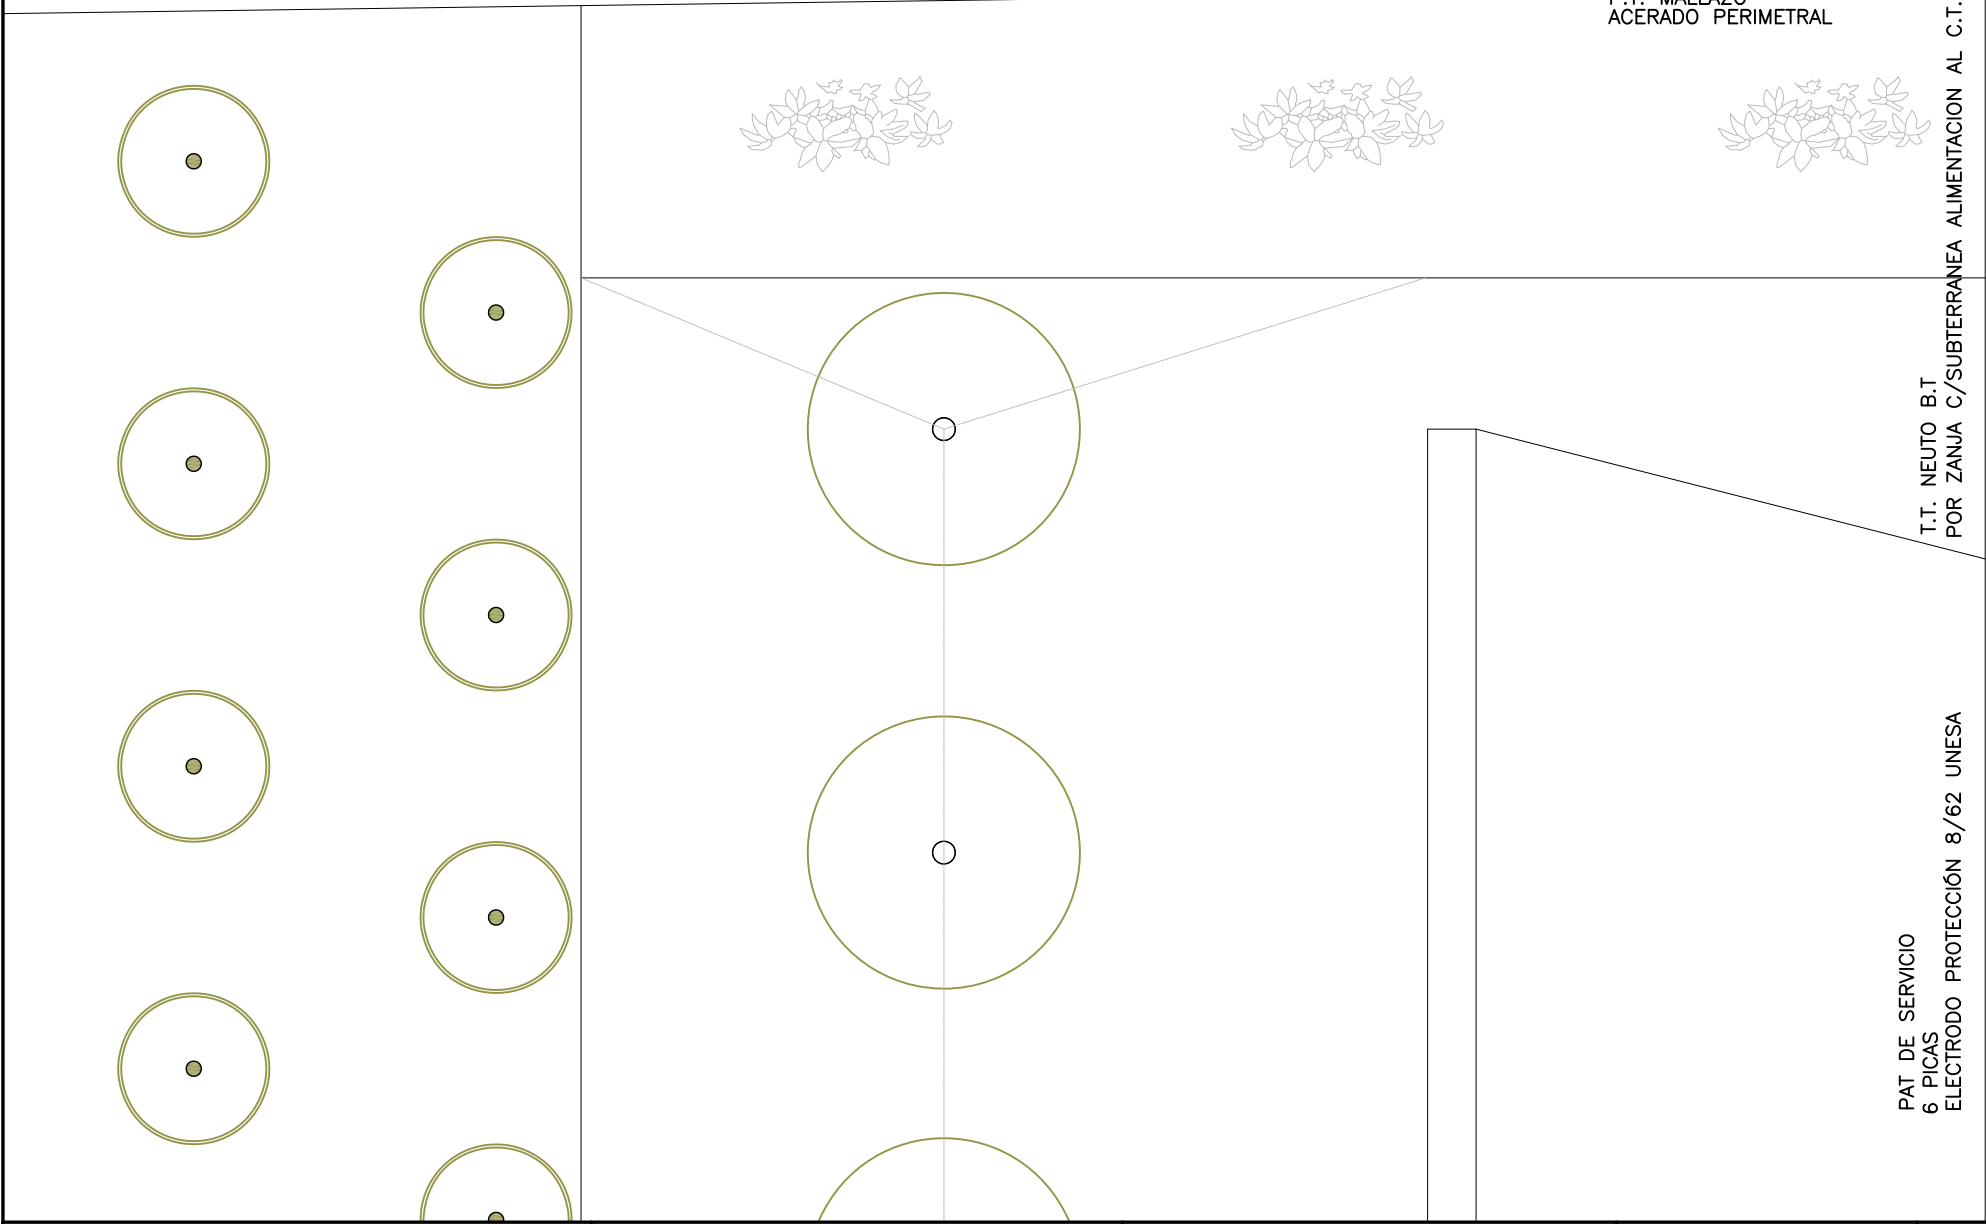 ACERADO PERIMETRAL
T.T. NEUTO B.T
POR ZANJA C/SUBTERRANEA ALIMENTACION AL C.T.
PAT DE SERVICIO
6 PICAS
ELECTRODO PROTECCIÓN 8/62 UNESA